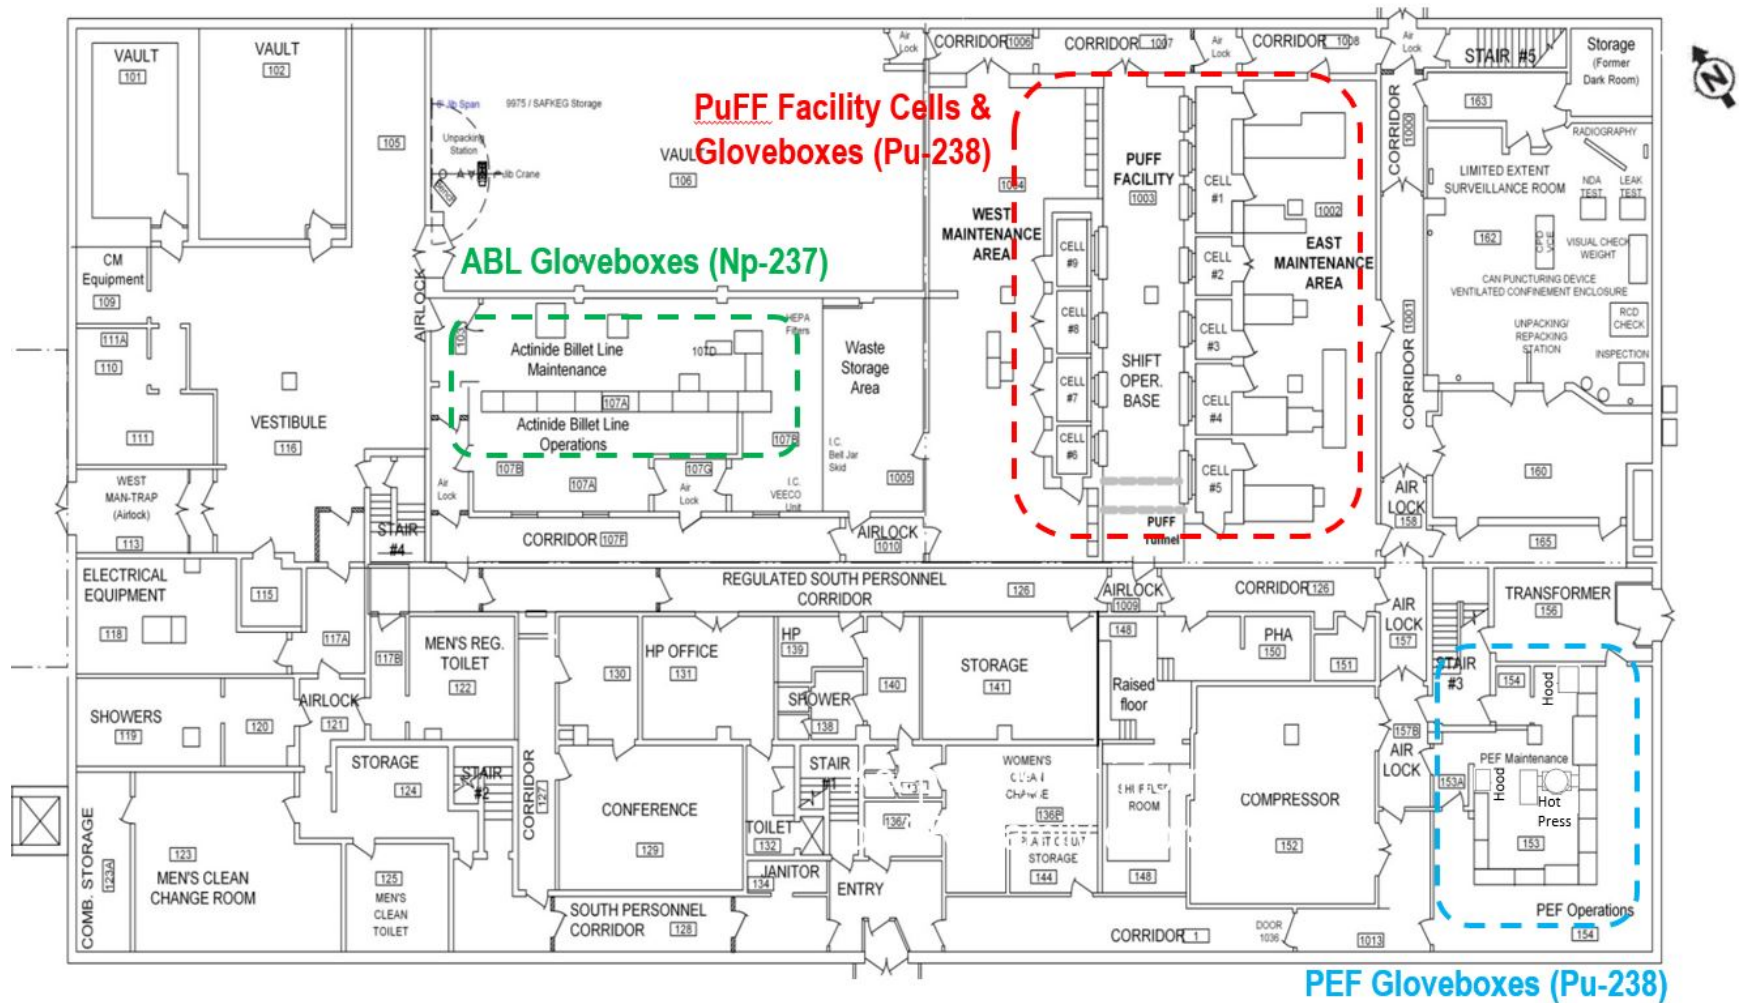 VAULT
101
VAULT
102
105
6' Jib Span
9975 / SAFKEG Storage
Unpacking
Station
Jib Crane
VAULT
106
PuFF Facility Cells &
Gloveboxes (Pu-238)
Air
Lock
CORRIDOR 1006
CORRIDOR 1007
Air
Lock
CORRIDOR 1008
Air
Lock
STAIR #5
Storage
(Former
Dark Room)
N
1004
WEST
MAINTENANCE
AREA
PUFF
FACILITY
1003
CELL
#1
CELL
#2
CELL
#3
CELL
#4
CELL
#5
CELL
#9
CELL
#8
CELL
#7
CELL
#6
SHIFT
OPER.
BASE
PUFF
Tunnel
1002
EAST
MAINTENANCE
AREA
CORRIDOR
1000
CORRIDOR 1001
163
RADIOGRAPHY
LIMITED EXTENT
SURVEILLANCE ROOM
NDA
TEST
LEAK
TEST
162
CPD
VCE
VISUAL CHECK
WEIGHT
CAN PUNCTURING DEVICE
VENTILATED CONFINEMENT ENCLOSURE
UNPACKING/
REPACKING
STATION
RCD
CHECK
INSPECTION
160
AIR
LOCK
158
165
ABL Gloveboxes (Np-237)
CM
Equipment
109
111A
110
111
VESTIBULE
116
AIRLOCK
103
Actinide Billet Line
Maintenance
107D
HEPA
Filters
107A
Actinide Billet Line
Operations
107B
107B
107A
107G
Air
Lock
Air
Lock
I.C.
VEECO
Unit
Waste
Storage
Area
I.C.
Bell Jar
Skid
1005
WEST
MAN-TRAP
(Airlock)
113
STAIR
#4
CORRIDOR 107F
AIRLOCK
1010
ELECTRICAL
EQUIPMENT
115
118
117A
117B
REGULATED SOUTH PERSONNEL
CORRIDOR
126
AIRLOCK
1009
CORRIDOR 126
AIR
LOCK
157
TRANSFORMER
156
MEN'S REG.
TOILET
122
130
HP OFFICE
131
HP
139
SHOWER
138
140
STORAGE
141
148
Raised
floor
PHA
150
151
STAIR
#3
154
Hood
SHOWERS
119
120
AIRLOCK
121
STORAGE
124
STAIR
#2
CORRIDOR
127
CONFERENCE
129
STAIR
#1
TOILET
132
JANITOR
134
136A
WOMEN'S
CLEAN
CHANGE
136B
STORAGE
144
ROOM
148
COMPRESSOR
152
157B
AIR
LOCK
153A
PEF Maintenance
Hood
Hot
Press
153
COMB. STORAGE
123A
123
MEN'S CLEAN
CHANGE ROOM
125
MEN'S
CLEAN
TOILET
SOUTH PERSONNEL
CORRIDOR 128
ENTRY
CORRIDOR 1
DOOR
1036
1013
PEF Operations
154
PEF Gloveboxes (Pu-238)